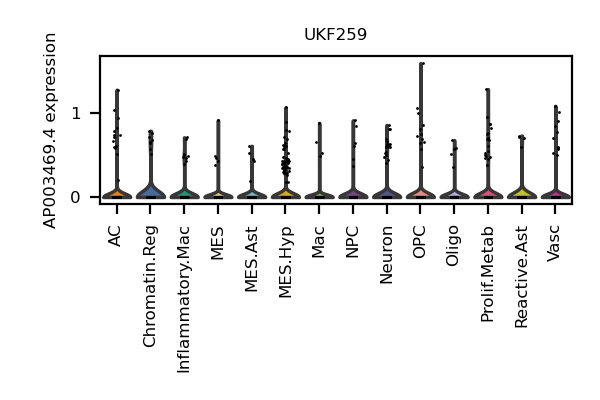 UKF259
AP003469.4 expression
1
0
AC
Chromatin.Reg
Inflammatory.Mac
MES
MES.Ast
MES.Hyp
Mac
NPC
Neuron
OPC
Oligo
Prolif.Metab
Reactive.Ast
Vasc